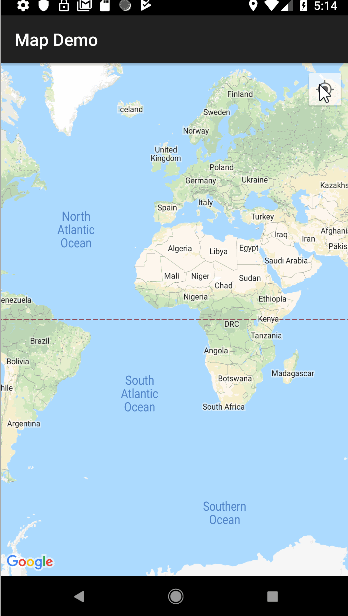 5:14
Map Demo
Finland
Iceland
Sweden
Norway
United
Kingdom
Poland
Germany
Ukraine
Kazakhs
Italy
Spain
Turkey
North
Atlantic
Ocean
Iraq
Iran
Afghani
Pakis
Algeria
Libya
Egypt
Saudi Arabia
Mali
Niger
Chad
Sudan
Nigeria
Ethiopia
enezuela
DRC
Kenya
Tanzania
Brazil
Angola
Bolivia
Botswana
Madagascar
hile
South
Atlantic
Ocean
South Africa
Argentina
Southern
Ocean
Google